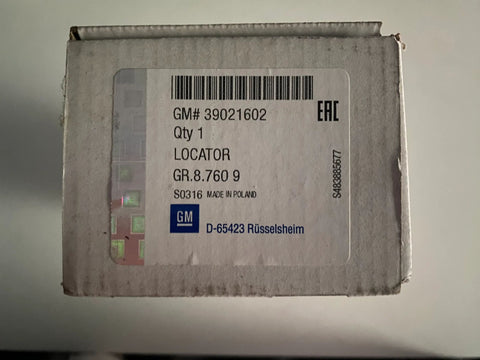 GM# 39021602
EAC
Qty 1
LOCATOR
GR.8.760 9
S0316 MADE IN POLAND
GM
D-65423 Rüsselsheim
S483885677